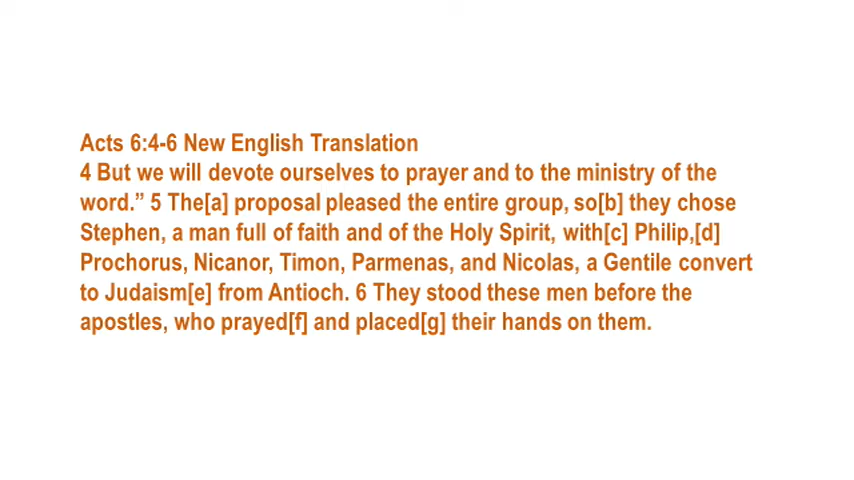 Acts 6:4-6 New English Translation
4 But we will devote ourselves to prayer and to the ministry of the
word.” 5 The[a] proposal pleased the entire group, so[b] they chose
Stephen, a man full of faith and of the Holy Spirit, with[c] Philip,[d]
Prochorus, Nicanor, Timon, Parmenas, and Nicolas, a Gentile convert
to Judaism[e] from Antioch. 6 They stood these men before the
apostles, who prayed[f] and placed[g] their hands on them.